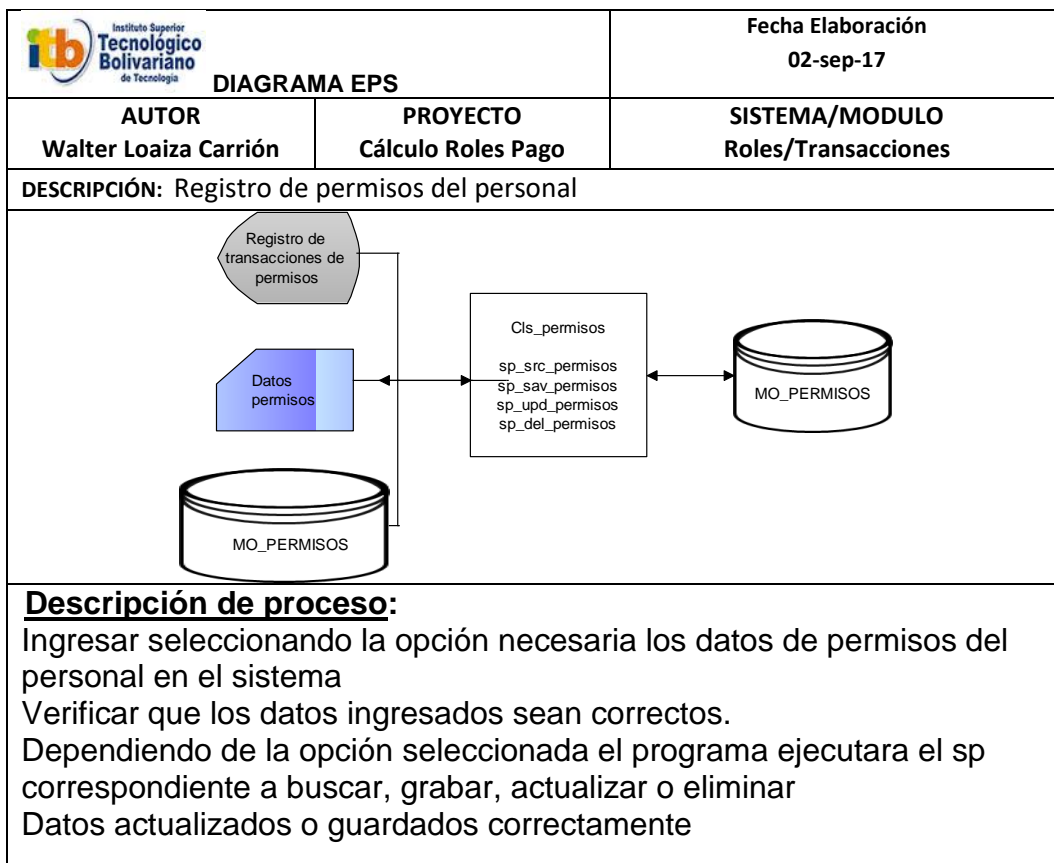 Instituto Superior
itb Tecnológico
Bolivariano
de Tecnología
DIAGRAMA EPS
Fecha Elaboración
02-sep-17
AUTOR
Walter Loaiza Carrión
PROYECTO
Cálculo Roles Pago
SISTEMA/MODULO
Roles/Transacciones
DESCRIPCIÓN: Registro de permisos del personal
Registro de
transacciones de
permisos
Datos
permisos
MO_PERMISOS
Cls_permisos
sp_src_permisos
sp_sav_permisos
sp_upd_permisos
sp_del_permisos
MO_PERMISOS
Descripción de proceso:
Ingresar seleccionando la opción necesaria los datos de permisos del
personal en el sistema
Verificar que los datos ingresados sean correctos.
Dependiendo de la opción seleccionada el programa ejecutara el sp
correspondiente a buscar, grabar, actualizar o eliminar
Datos actualizados o guardados correctamente